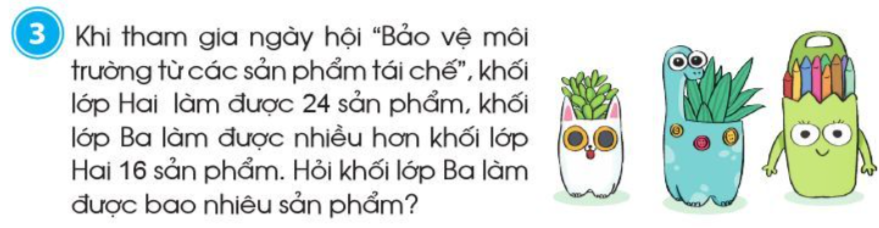 3 Khi tham gia ngày hội “Bảo vệ môi
trường từ các sản phẩm tái chế”, khối
lớp Hai làm được 24 sản phẩm, khối
lớp Ba làm được nhiều hơn khối lớp
Hai 16 sản phẩm. Hỏi khối lớp Ba làm
được bao nhiêu sản phẩm?